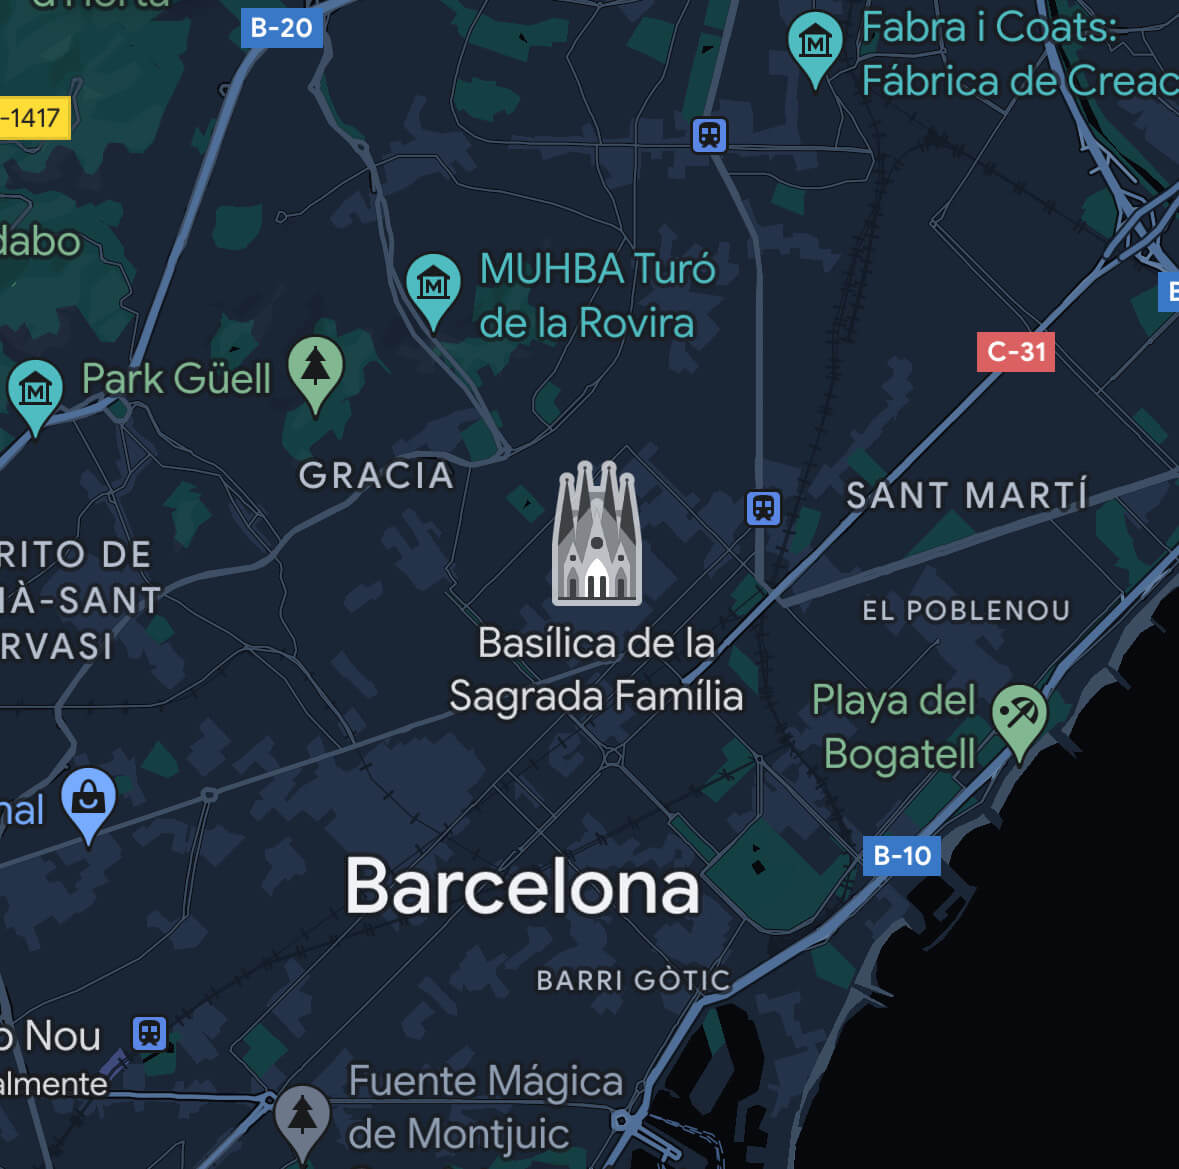 B-20
Fabra i Coats:
Fábrica de Creac
-1417
dabo
MUHBA Turó
de la Rovira
C-31
Park Güell
GRACIA
SANT MARTÍ
RITO DE
IÀ-SANT
RVASI
EL POBLENOU
Basílica de la
Sagrada Família
Playa del
Bogatell
nal
B-10
Barcelona
BARRI GÒTIC
o Nou
almente
Fuente Mágica
de Montjuic